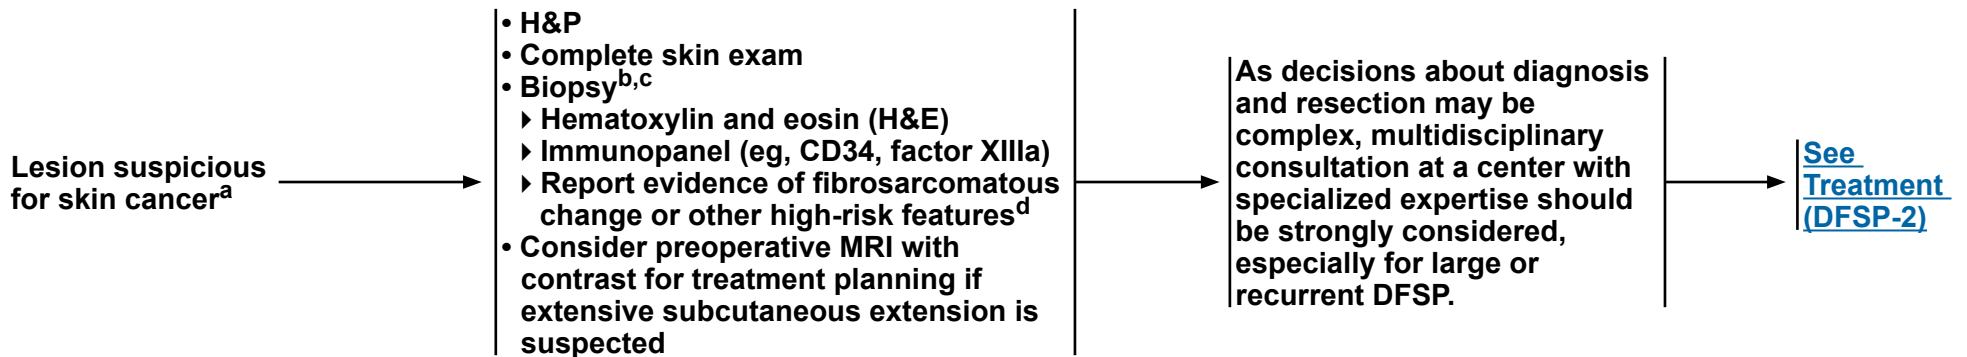 Lesion suspicious
for skin cancerᵃ
• H&P
• Complete skin exam
• Biopsyᵇ,ᶜ
▸ Hematoxylin and eosin (H&E)
▸ Immunopanel (eg, CD34, factor XIIIa)
▸ Report evidence of fibrosarcomatous
change or other high-risk featuresᵈ
• Consider preoperative MRI with
contrast for treatment planning if
extensive subcutaneous extension is
suspected
As decisions about diagnosis
and resection may be
complex, multidisciplinary
consultation at a center with
specialized expertise should
be strongly considered,
especially for large or
recurrent DFSP.
See
Treatment
(DFSP-2)